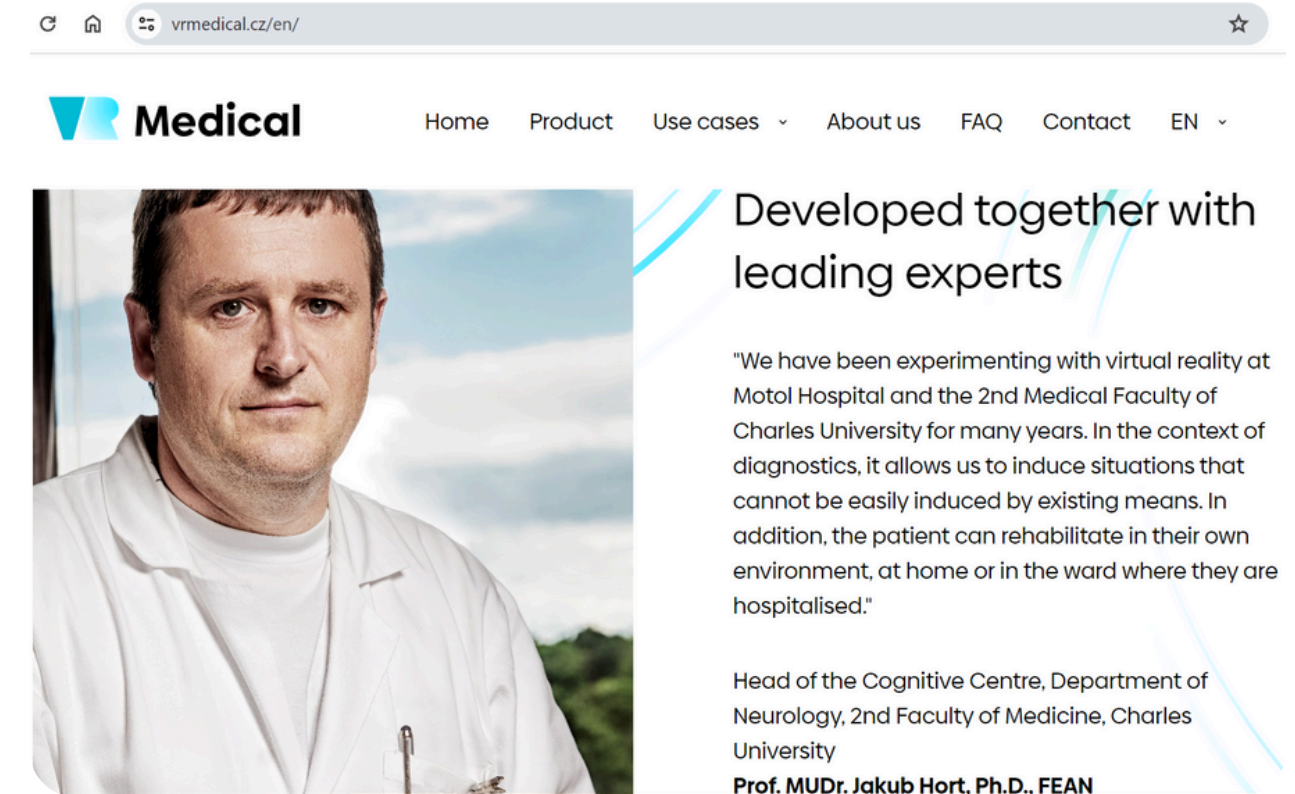 vrmedical.cz/en/
VR Medical
Home Product Use cases About us FAQ Contact EN
Developed together with
leading experts
"We have been experimenting with virtual reality at
Motol Hospital and the 2nd Medical Faculty of
Charles University for many years. In the context of
diagnostics, it allows us to induce situations that
cannot be easily induced by existing means. In
addition, the patient can rehabilitate in their own
environment, at home or in the ward where they are
hospitalised."
Head of the Cognitive Centre, Department of
Neurology, 2nd Faculty of Medicine, Charles
University
Prof. MUDr. Jakub Hort, Ph.D., FEAN